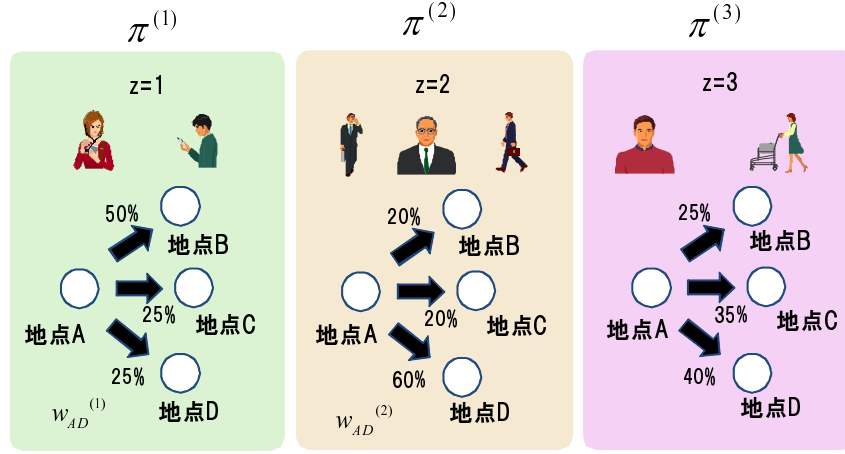 π(1)
z=1
50%
地点B
地点A
25%
地点C
25%
地点D
wAD(1)
π(2)
z=2
20%
地点B
地点A
20%
地点C
60%
地点D
wAD(2)
π(3)
z=3
25%
地点B
地点A
35%
地点C
40%
地点D